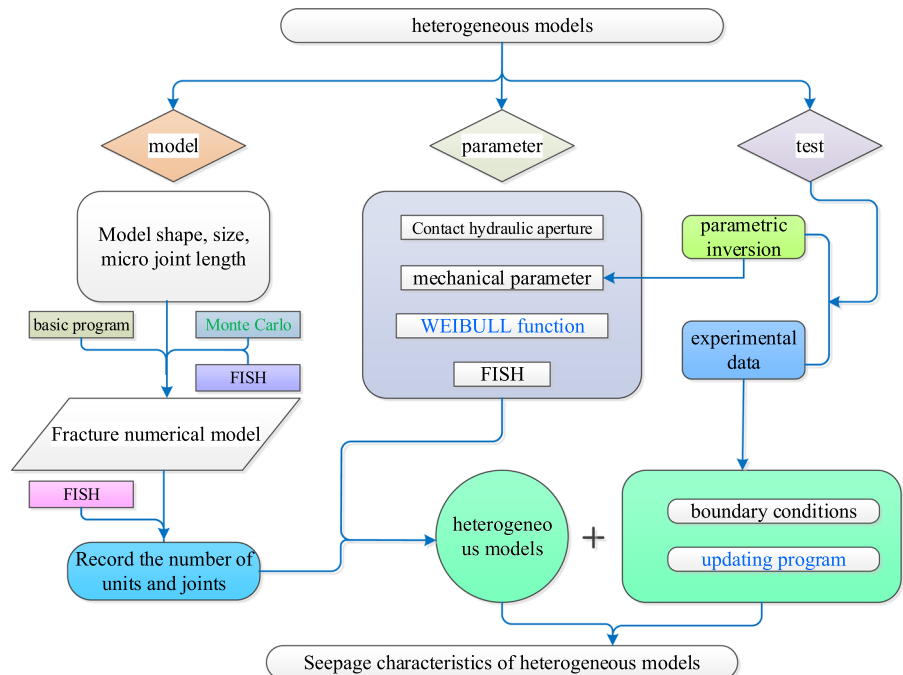 heterogeneous models
model
parameter
test
Model shape, size,
micro joint length
basic program
Monte Carlo
FISH
Fracture numerical model
FISH
Record the number of
units and joints
Contact hydraulic aperture
mechanical parameter
WEIBULL function
FISH
parametric
inversion
experimental
data
heterogeneo
us models
+
boundary conditions
updating program
Seepage characteristics of heterogeneous models